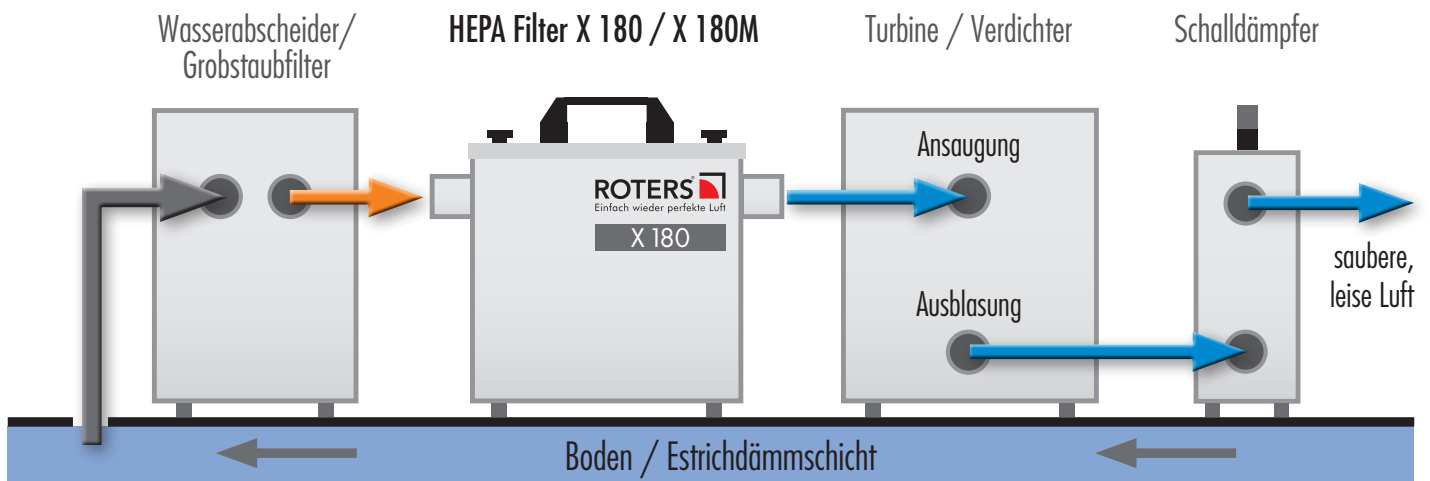 Wasserabscheider/
Grobstaubfilter
HEPA Filter X 180 / X 180M
Turbine / Verdichter
Schalldämpfer
ROTERS®
Einfach wieder perfekte Luft
X 180
Ansaugung
Ausblasung
saubere,
leise Luft
Boden / Estrichdämmschicht